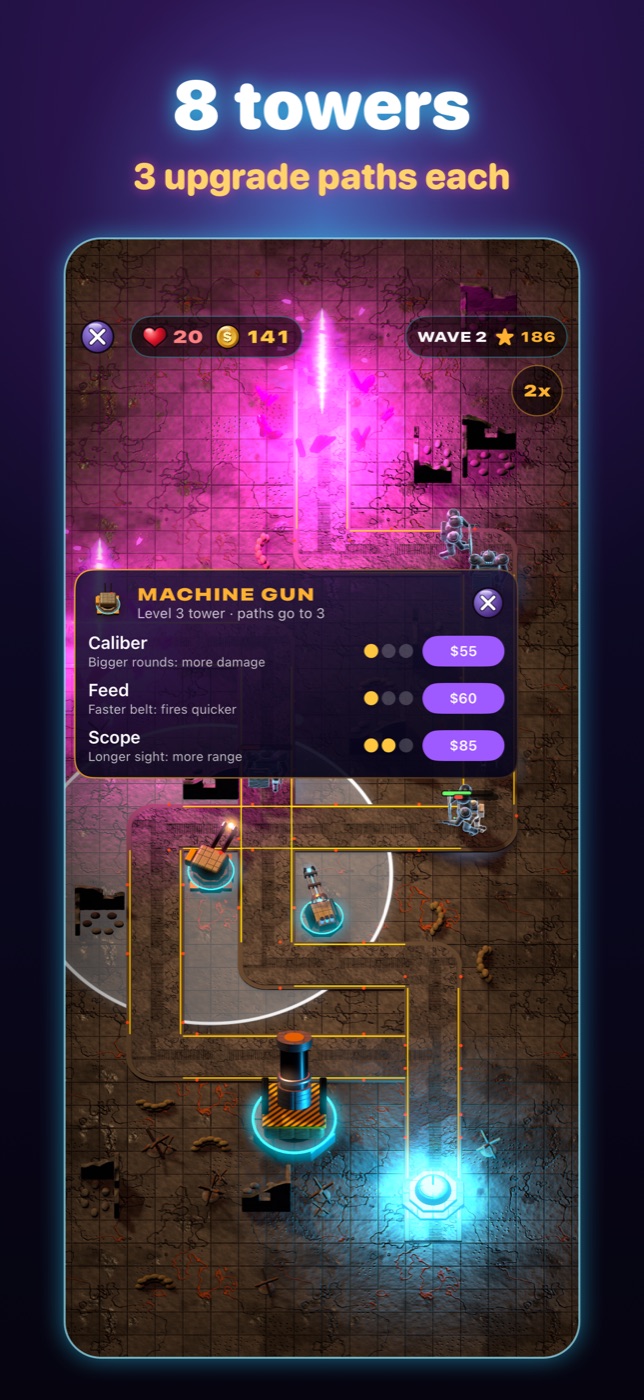 8 towers
3 upgrade paths each
20 141
WAVE 2 186
2x
MACHINE GUN
Level 3 tower · paths go to 3
Caliber
Bigger rounds: more damage
$55
Feed
Faster belt: fires quicker
$60
Scope
Longer sight: more range
$85